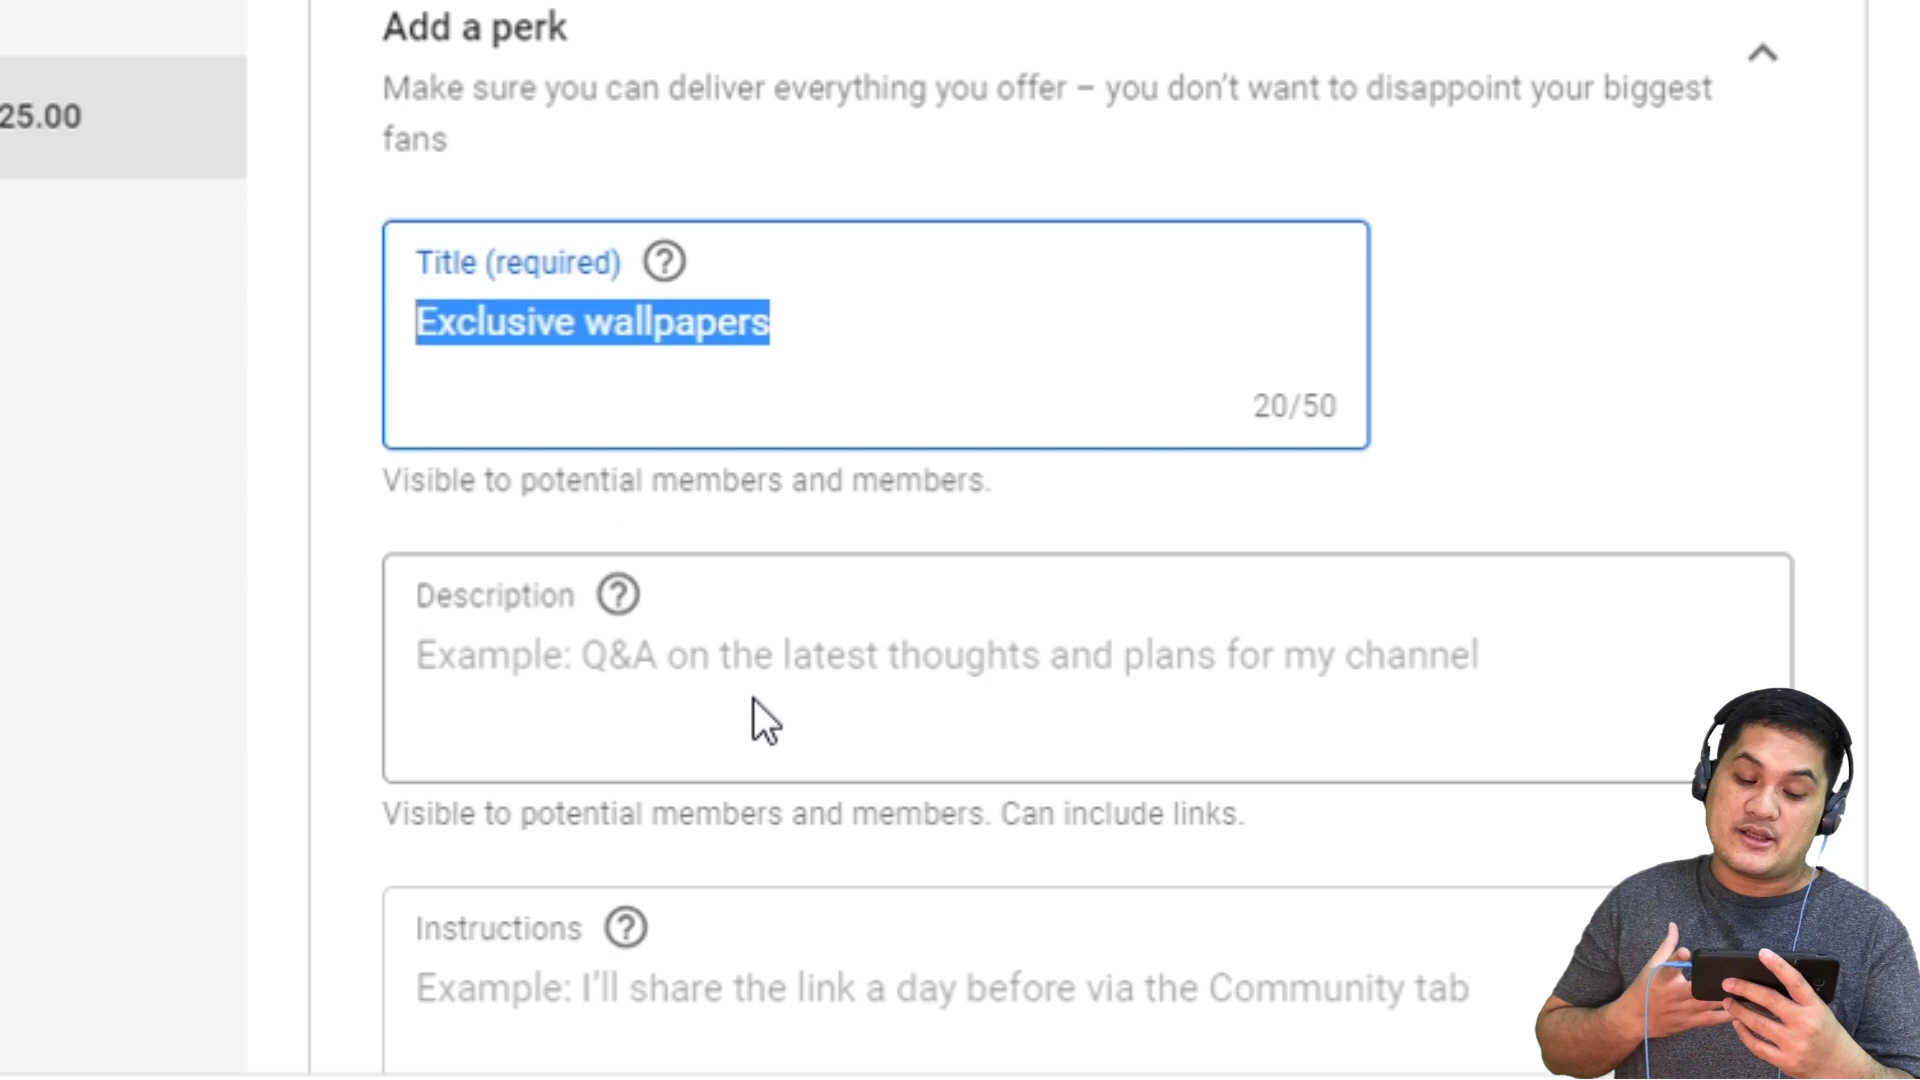 Add a perk
Make sure you can deliver everything you offer – you don't want to disappoint your biggest
fans
25.00
Title (required)
Exclusive wallpapers
20/50
Visible to potential members and members.
Description
Example: Q&A on the latest thoughts and plans for my channel
Visible to potential members and members. Can include links.
Instructions
Example: I'll share the link a day before via the Community tab